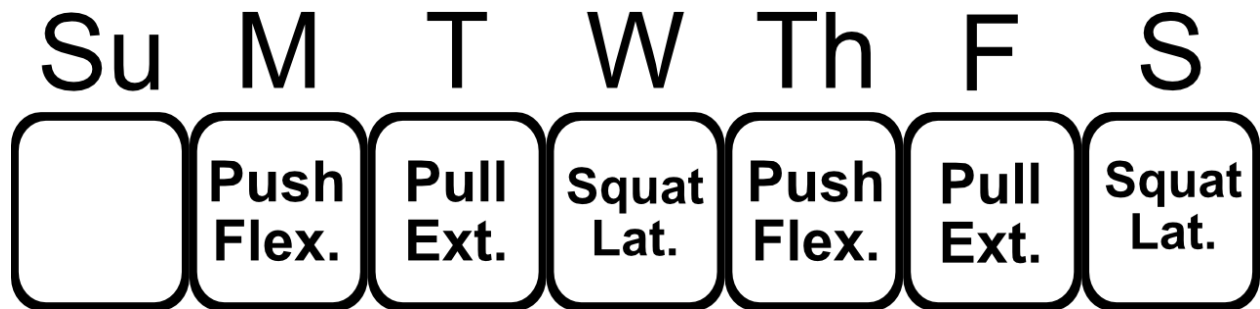 Su M T W Th F S
Push Pull Squat Push Pull Squat
Flex. Ext. Lat. Flex. Ext. Lat.